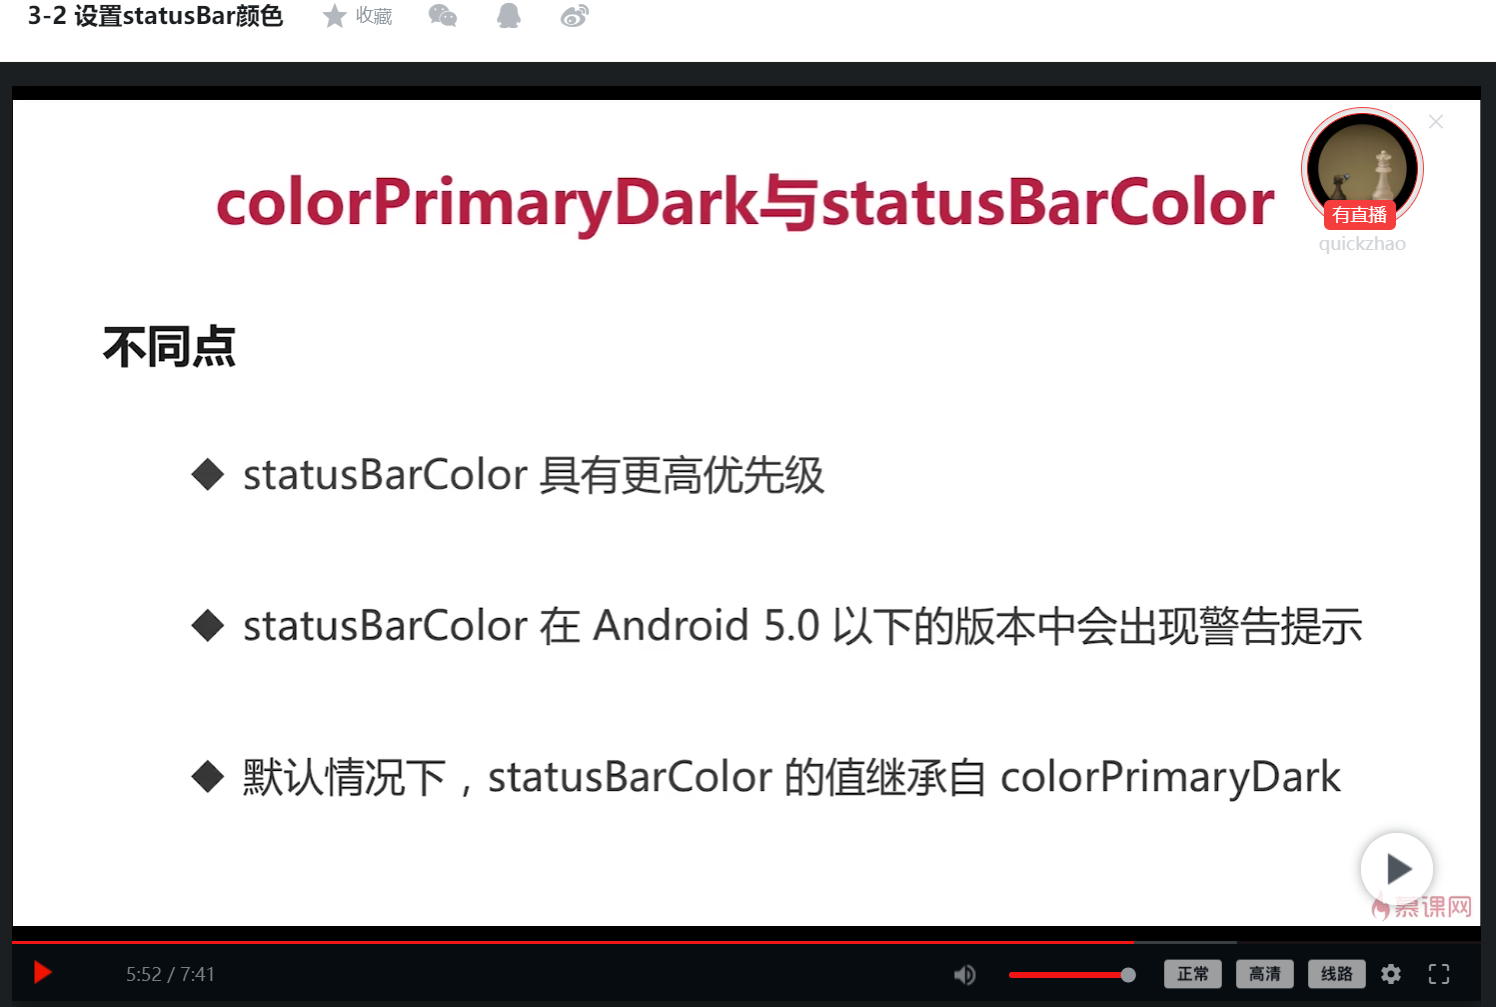 3-2 设置statusBar颜色 收藏
colorPrimaryDark与statusBarColor
有直播
quickzhao
不同点
statusBarColor 具有更高优先级
statusBarColor 在 Android 5.0 以下的版本中会出现警告提示
默认情况下，statusBarColor 的值继承自 colorPrimaryDark
慕课网
5:52 / 7:41 正常 高清 线路